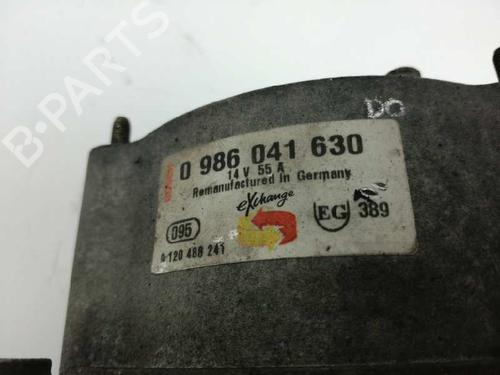 B-PARTS
DO
BOSCH
0 986 041 630
14 V 55 A
Remanufactured in Germany
eXchange
EG 389
095
0 120 488 241